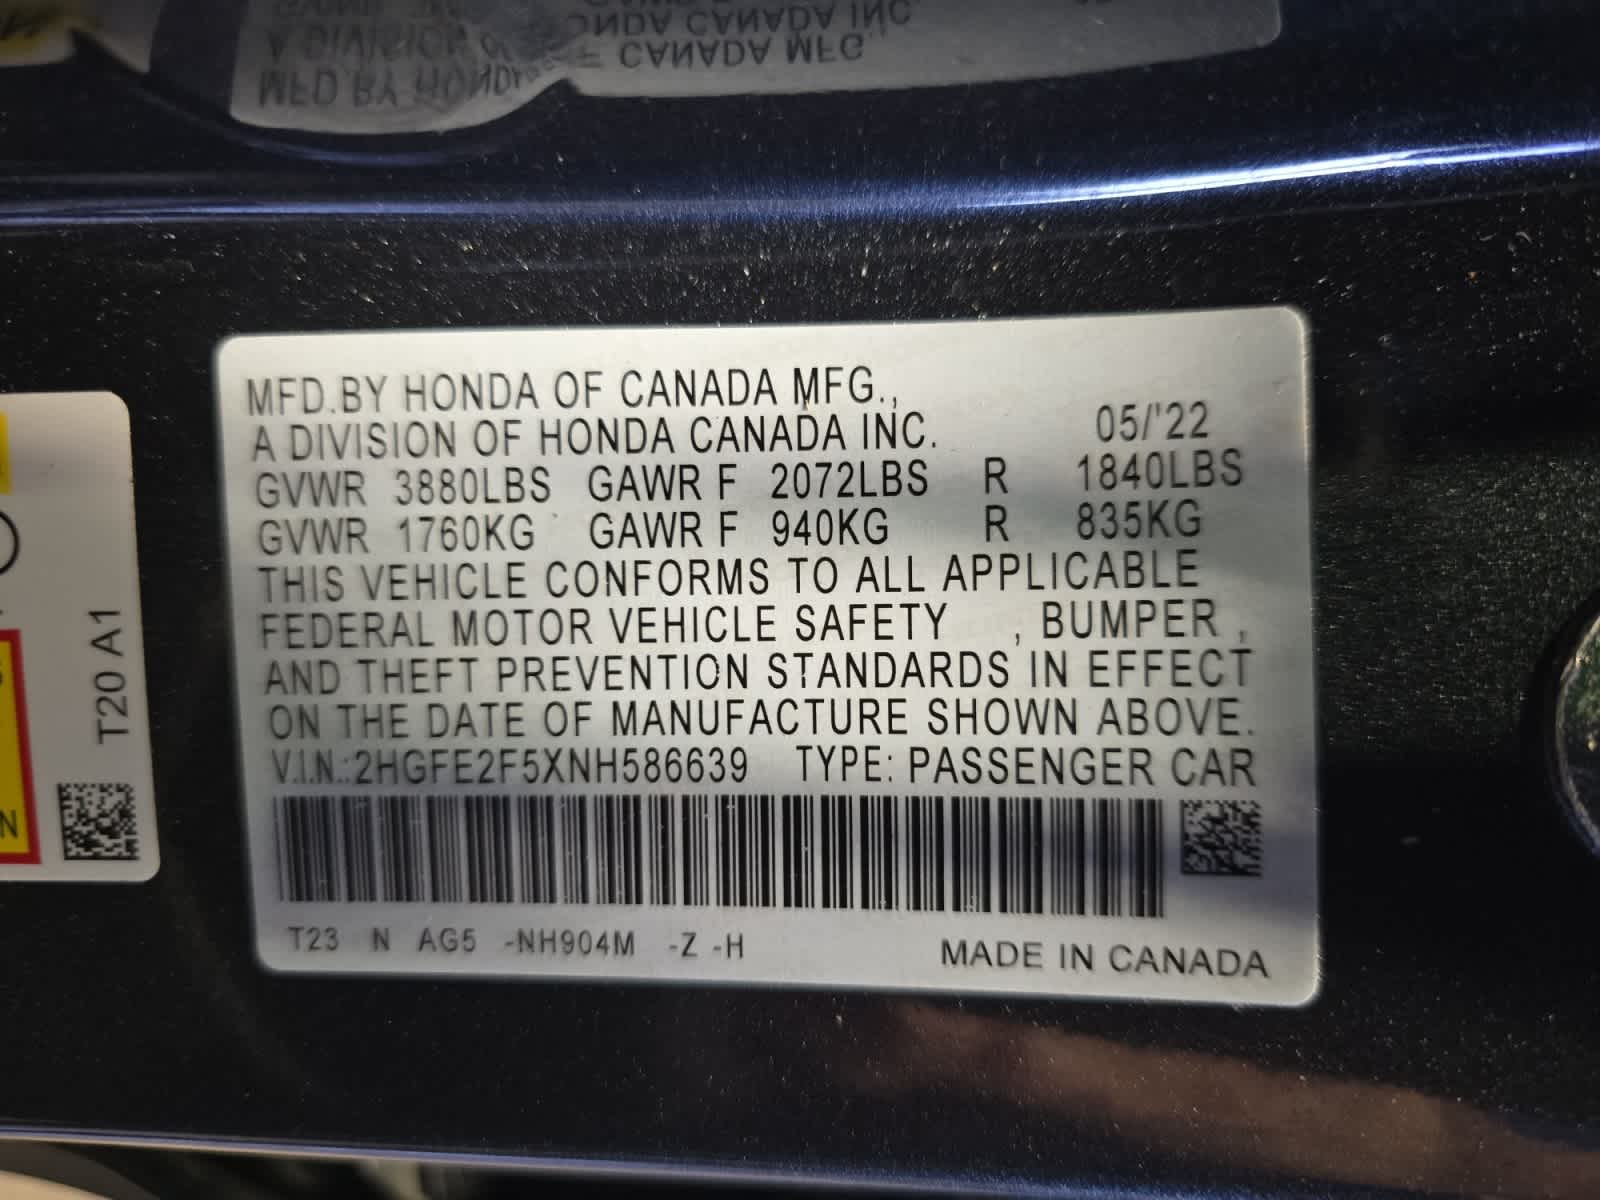 MFD.BY HONDA OF CANADA MFG.,
A DIVISION OF HONDA CANADA INC. 05/'22
GVWR 3880LBS GAWR F 2072LBS R 1840LBS
GVWR 1760KG GAWR F 940KG R 835KG
THIS VEHICLE CONFORMS TO ALL APPLICABLE
FEDERAL MOTOR VEHICLE SAFETY , BUMPER ,
AND THEFT PREVENTION STANDARDS IN EFFECT
ON THE DATE OF MANUFACTURE SHOWN ABOVE.
V.I.N.:2HGFE2F5XNH586639 TYPE: PASSENGER CAR
T23 N AG5 -NH904M -Z -H MADE IN CANADA
T20 A1